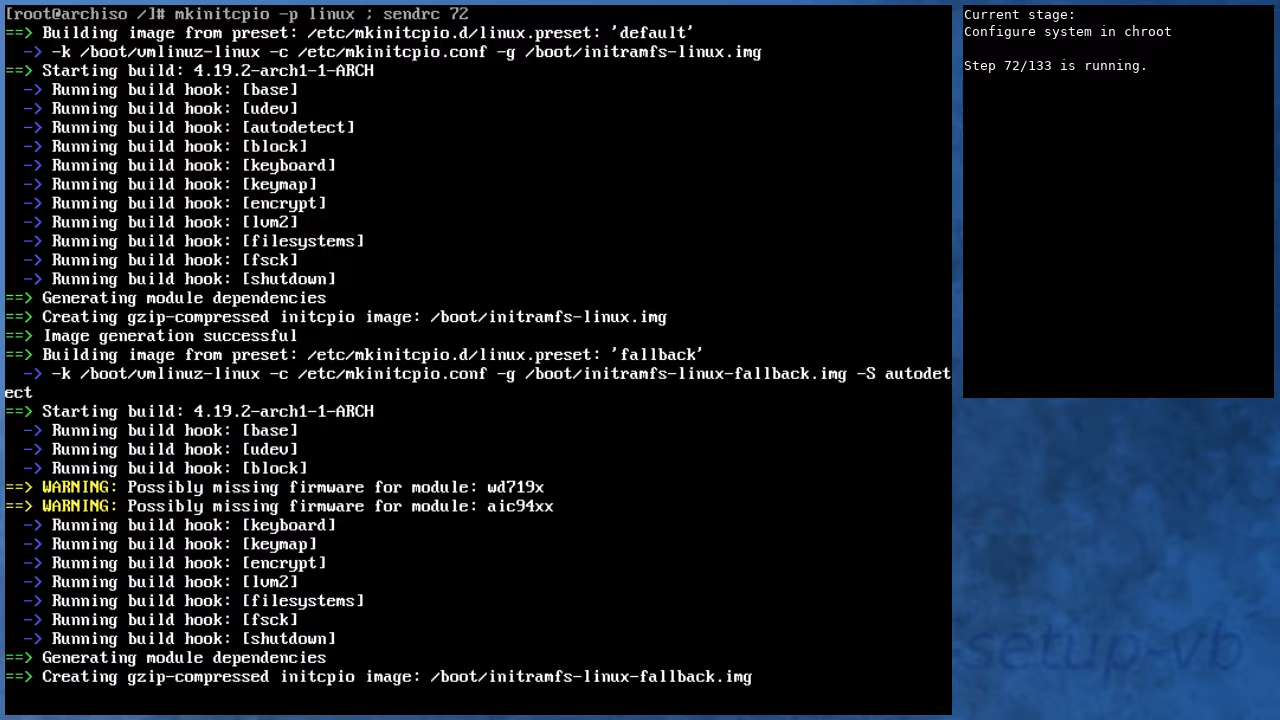 [root@archiso /]# mkinitcpio -p linux ; sendrc 72
==> Building image from preset: /etc/mkinitcpio.d/linux.preset: 'default'
  -> -k /boot/vmlinuz-linux -c /etc/mkinitcpio.conf -g /boot/initramfs-linux.img
==> Starting build: 4.19.2-arch1-1-ARCH
  -> Running build hook: [base]
  -> Running build hook: [udev]
  -> Running build hook: [autodetect]
  -> Running build hook: [block]
  -> Running build hook: [keyboard]
  -> Running build hook: [keymap]
  -> Running build hook: [encrypt]
  -> Running build hook: [lvm2]
  -> Running build hook: [filesystems]
  -> Running build hook: [fsck]
  -> Running build hook: [shutdown]
==> Generating module dependencies
==> Creating gzip-compressed initcpio image: /boot/initramfs-linux.img
==> Image generation successful
==> Building image from preset: /etc/mkinitcpio.d/linux.preset: 'fallback'
  -> -k /boot/vmlinuz-linux -c /etc/mkinitcpio.conf -g /boot/initramfs-linux-fallback.img -S autodet
ect
==> Starting build: 4.19.2-arch1-1-ARCH
  -> Running build hook: [base]
  -> Running build hook: [udev]
  -> Running build hook: [block]
==> WARNING: Possibly missing firmware for module: wd719x
==> WARNING: Possibly missing firmware for module: aic94xx
  -> Running build hook: [keyboard]
  -> Running build hook: [keymap]
  -> Running build hook: [encrypt]
  -> Running build hook: [lvm2]
  -> Running build hook: [filesystems]
  -> Running build hook: [fsck]
  -> Running build hook: [shutdown]
==> Generating module dependencies
==> Creating gzip-compressed initcpio image: /boot/initramfs-linux-fallback.img
Current stage:
Configure system in chroot
Step 72/133 is running.
setup-vb